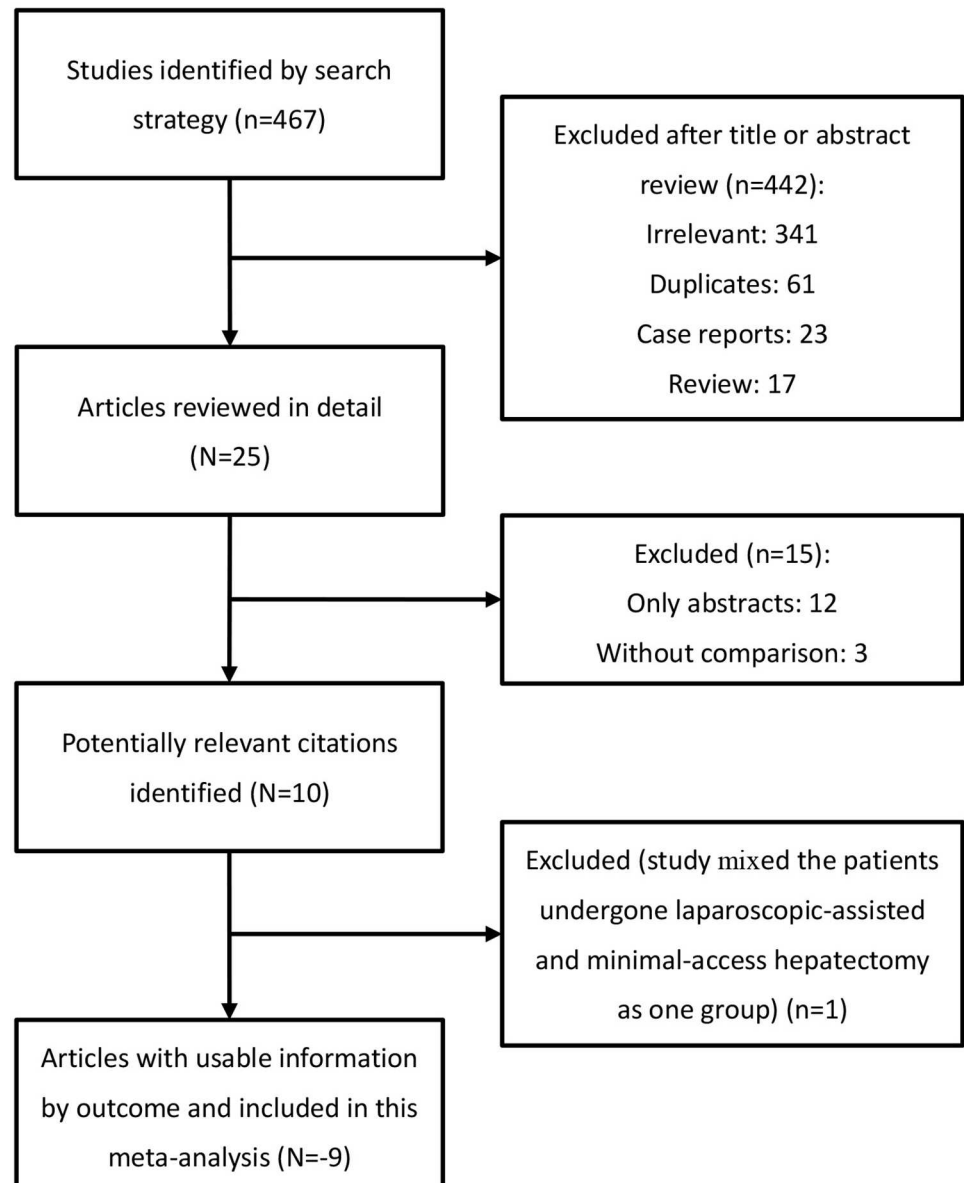 Studies identified by search
strategy (n=467)
Excluded after title or abstract
review (n=442):
Irrelevant: 341
Duplicates: 61
Case reports: 23
Review: 17
Articles reviewed in detail
(N=25)
Excluded (n=15):
Only abstracts: 12
Without comparison: 3
Potentially relevant citations
identified (N=10)
Excluded (study mixed the patients
undergone laparoscopic-assisted
and minimal-access hepatectomy
as one group) (n=1)
Articles with usable information
by outcome and included in this
meta-analysis (N=-9)